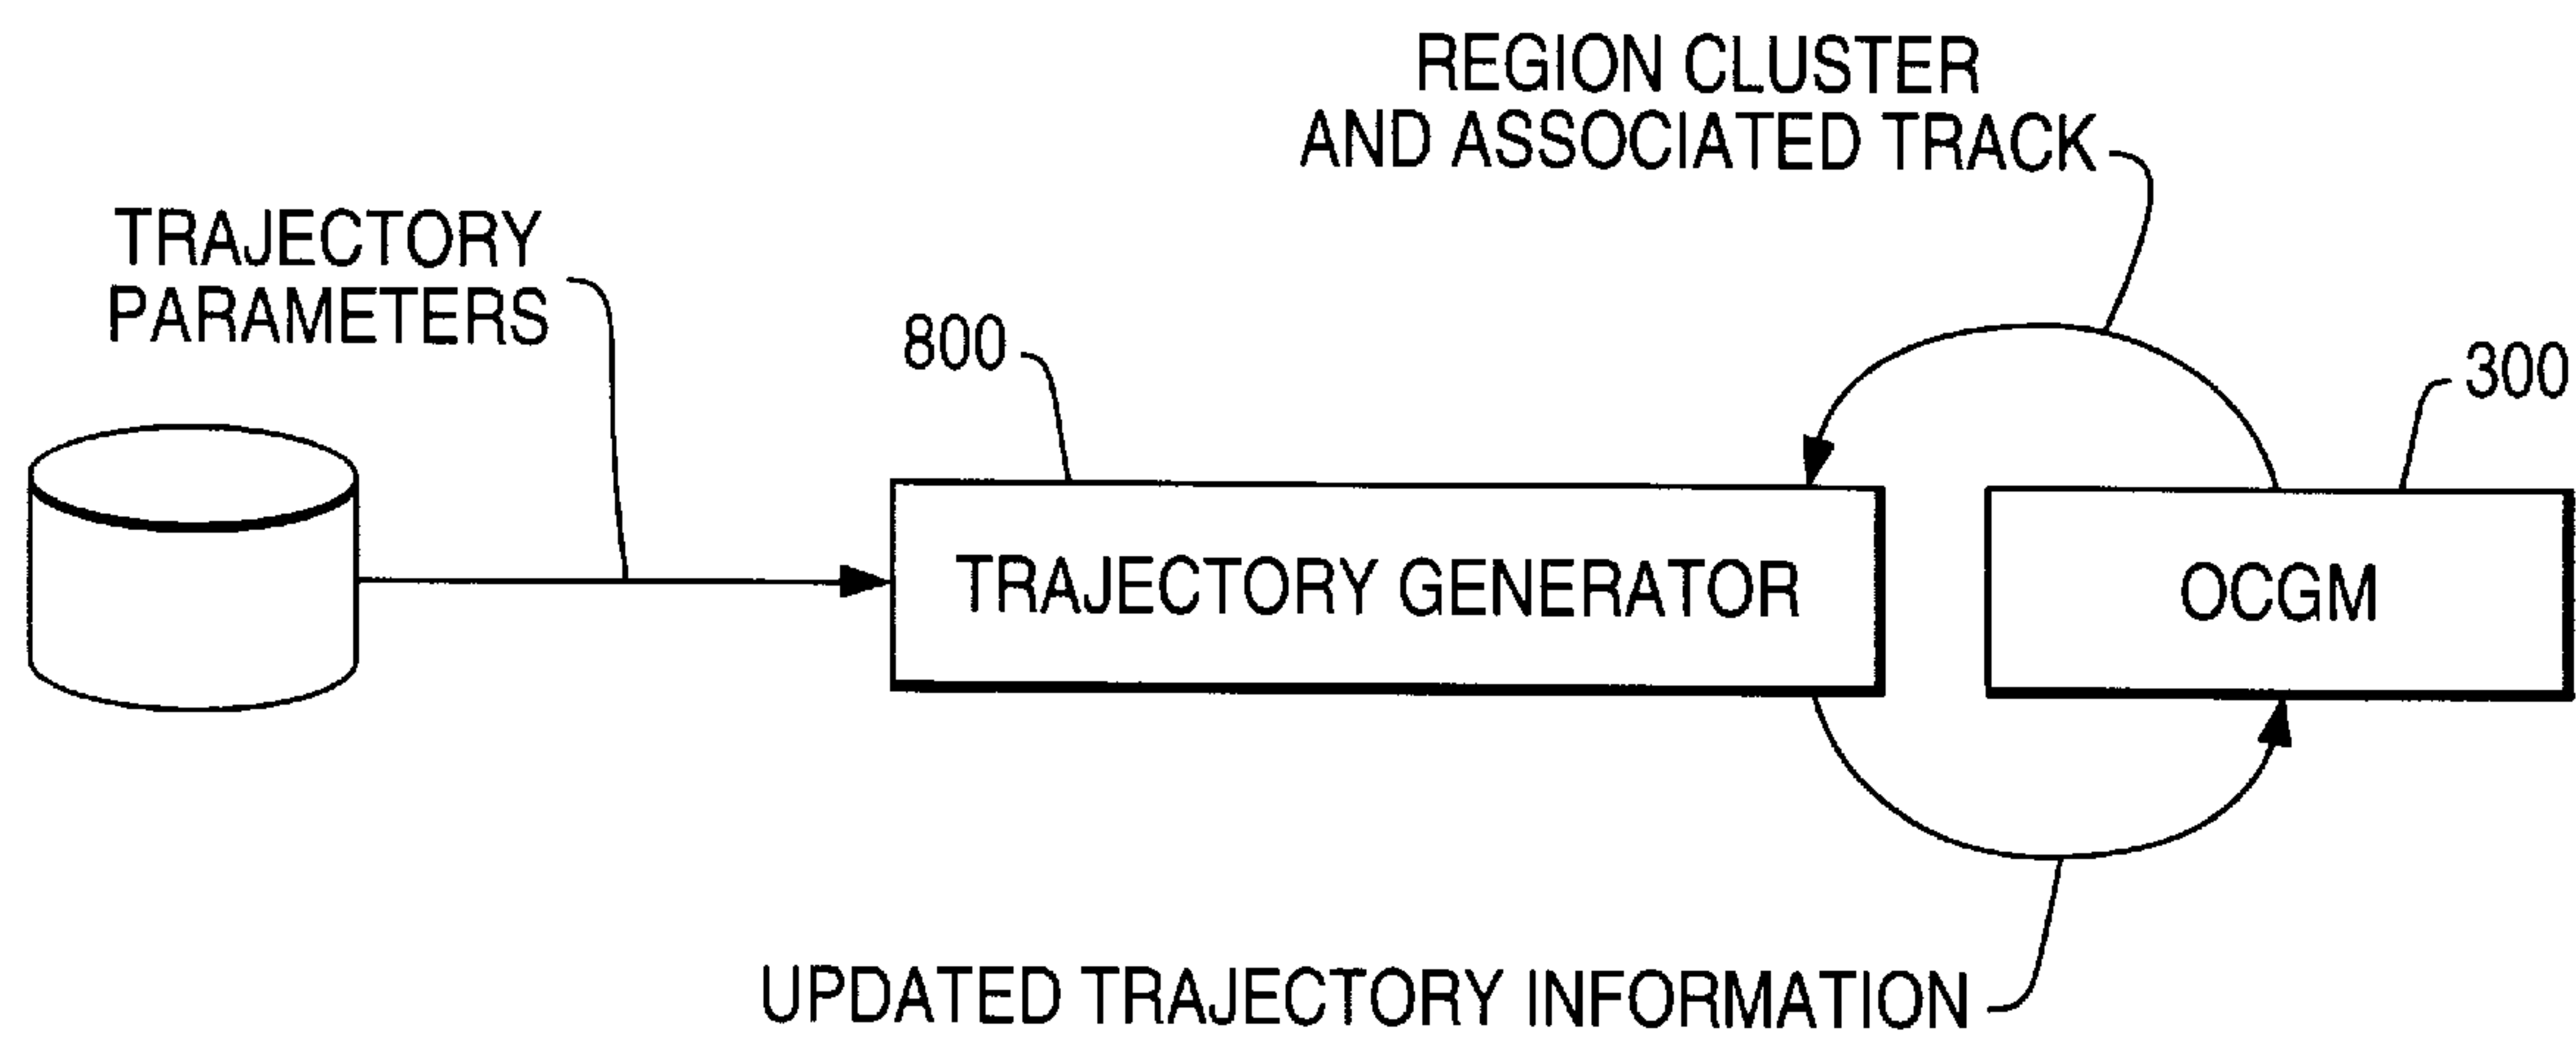 REGION CLUSTER
AND ASSOCIATED TRACK
TRAJECTORY
PARAMETERS
800
300
TRAJECTORY GENERATOR
OCGM
UPDATED TRAJECTORY INFORMATION